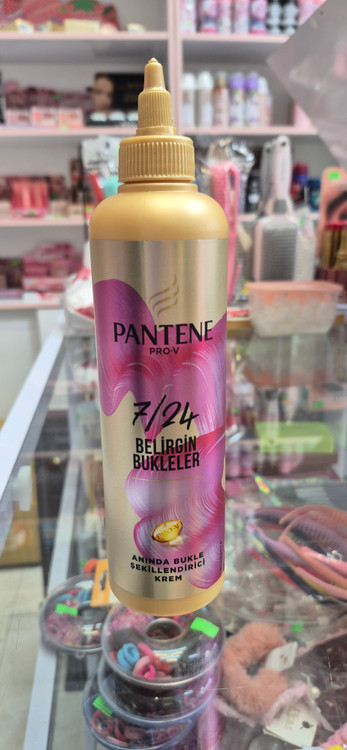 PANTENE
PRO-V
7/24
BELİRGİN
BUKLELER
ANINDA BUKLE
ŞEKİLLENDİRİCİ
KREM